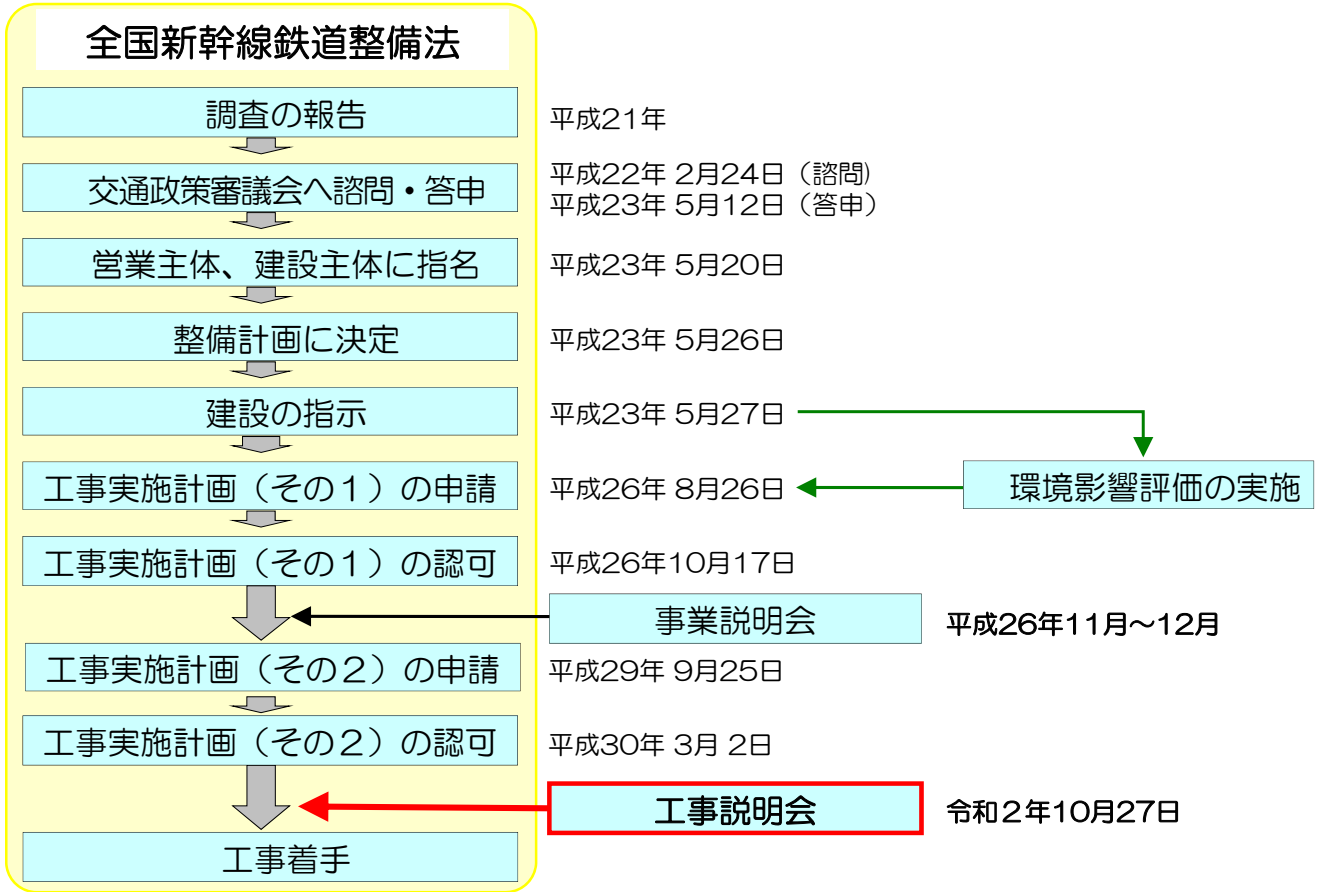 全国新幹線鉄道整備法
調査の報告
平成21年
交通政策審議会へ諮問・答申
平成22年 2月24日（諮問)
平成23年 5月12日（答申）
営業主体、建設主体に指名
平成23年 5月20日
整備計画に決定
平成23年 5月26日
建設の指示
平成23年 5月27日
工事実施計画（その１）の申請
平成26年 8月26日
環境影響評価の実施
工事実施計画（その１）の認可
平成26年10月17日
事業説明会
平成26年11月～12月
工事実施計画（その２）の申請
平成29年 9月25日
工事実施計画（その２）の認可
平成30年 3月 2日
工事説明会
令和２年10月27日
工事着手